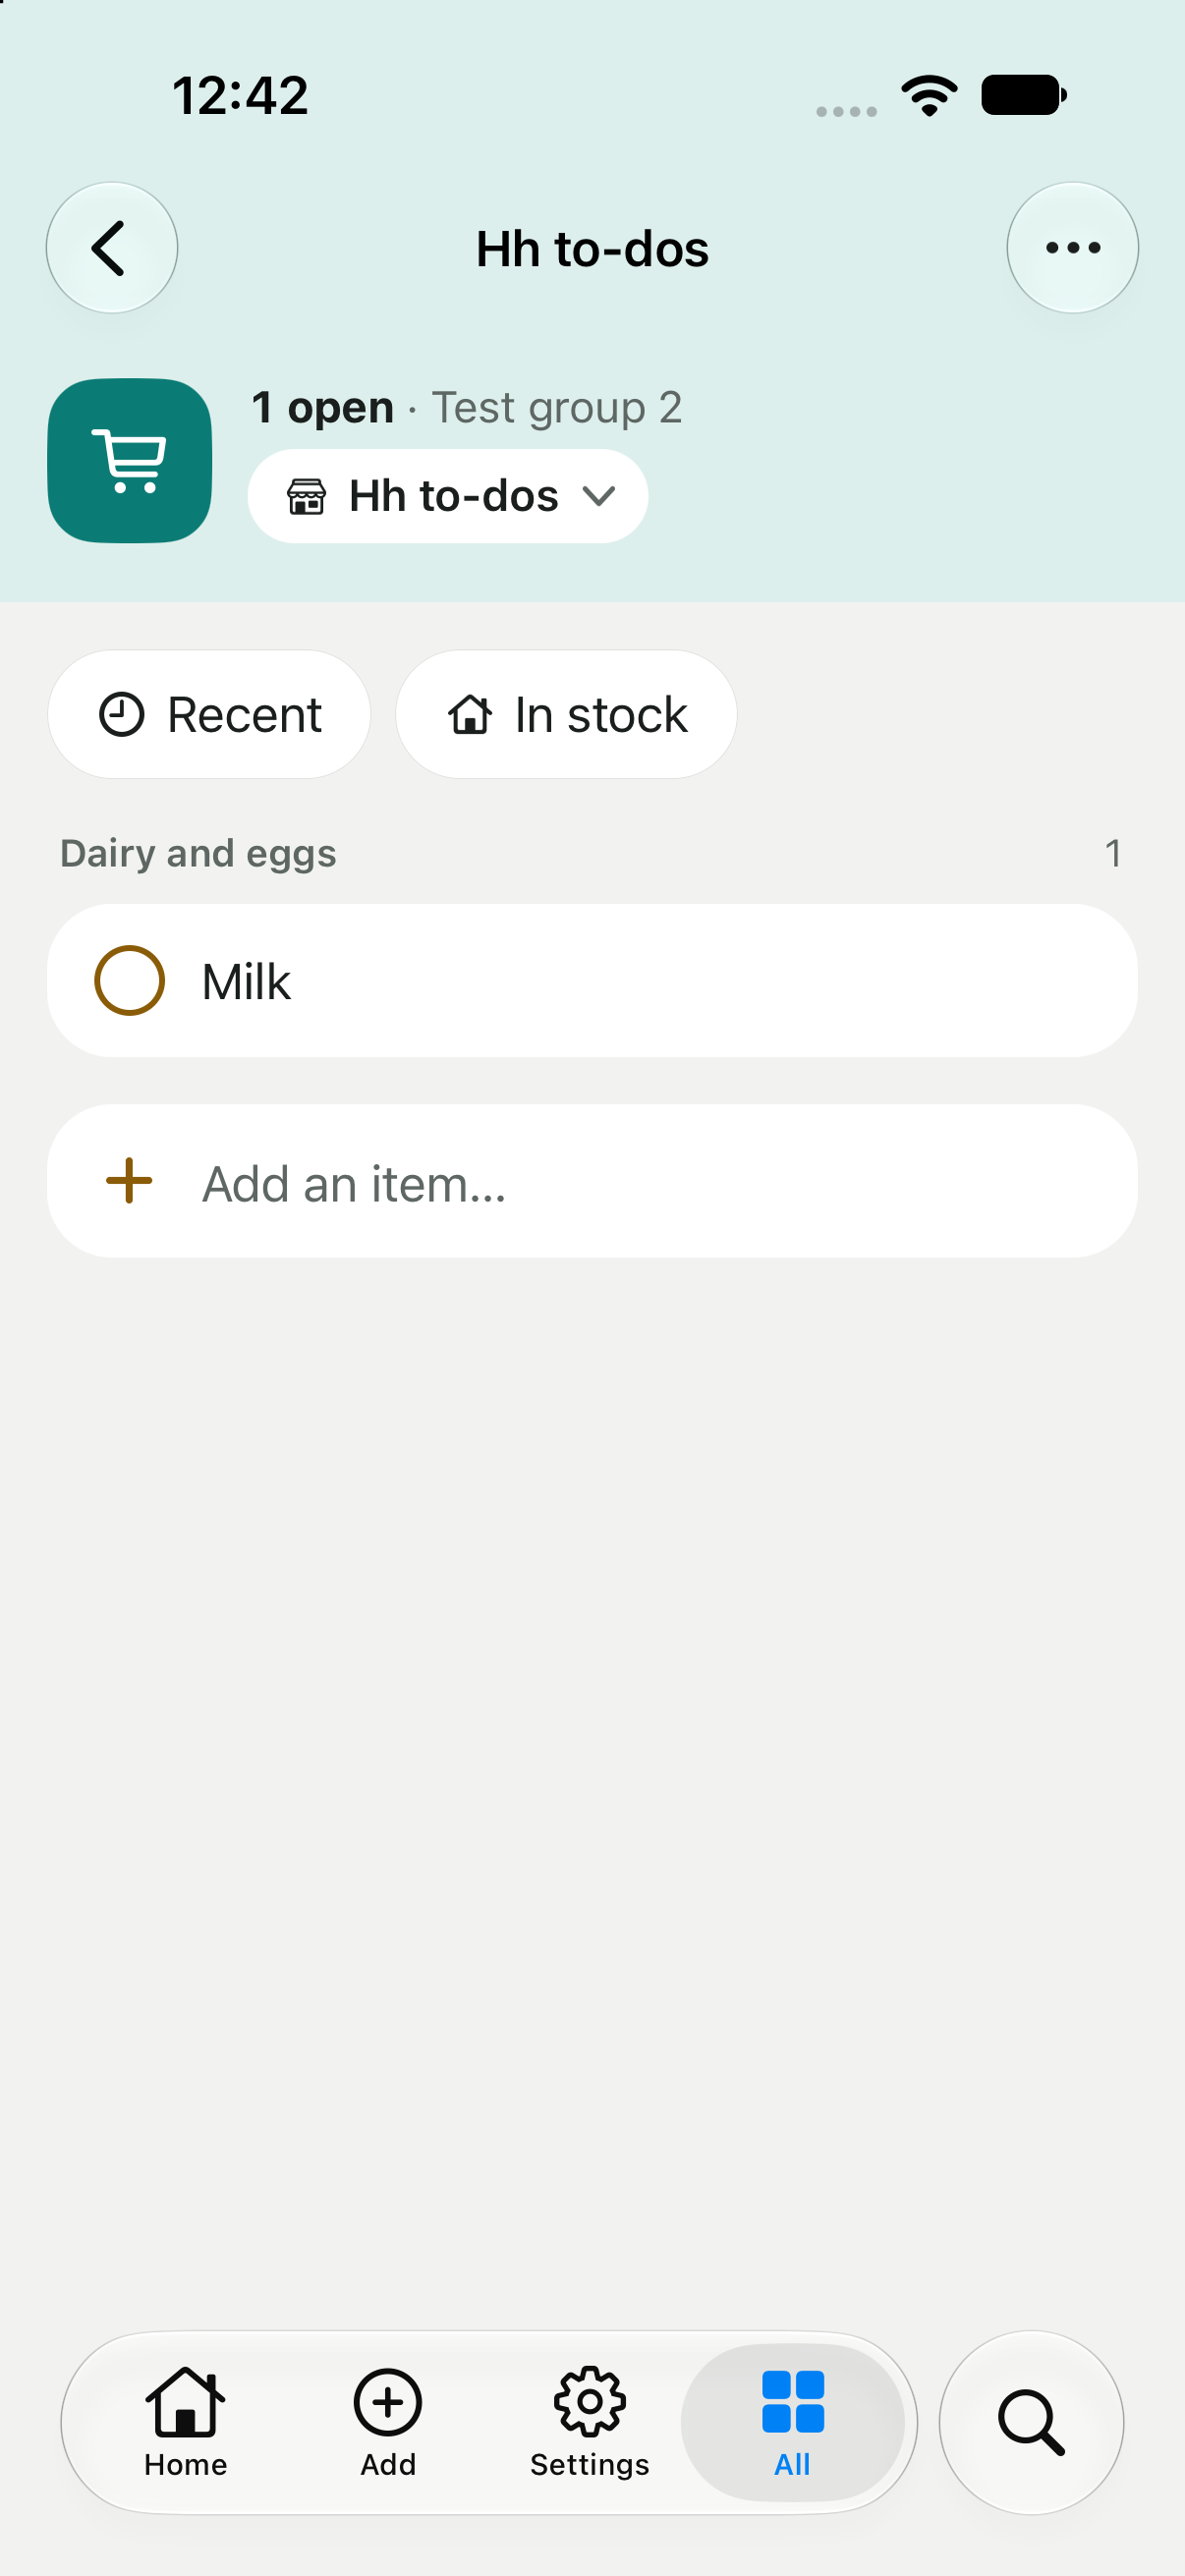 12:42
Hh to-dos
1 open · Test group 2
Hh to-dos
Recent
In stock
Dairy and eggs
1
Milk
Add an item...
Home
Add
Settings
All